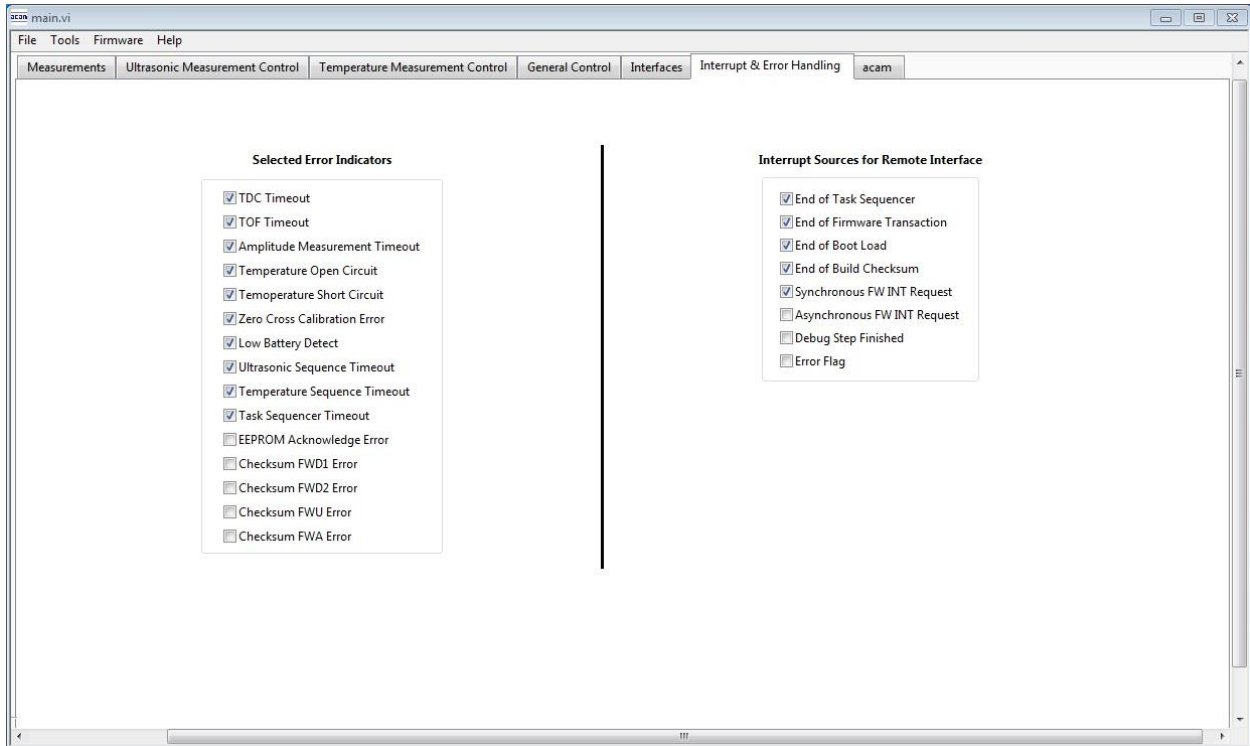 acam main.vi
File Tools Firmware Help
Measurements Ultrasonic Measurement Control Temperature Measurement Control General Control Interfaces Interrupt & Error Handling acam
Selected Error Indicators
TDC Timeout
TOF Timeout
Amplitude Measurement Timeout
Temperature Open Circuit
Temoperature Short Circuit
Zero Cross Calibration Error
Low Battery Detect
Ultrasonic Sequence Timeout
Temperature Sequence Timeout
Task Sequencer Timeout
EEPROM Acknowledge Error
Checksum FWD1 Error
Checksum FWD2 Error
Checksum FWU Error
Checksum FWA Error
Interrupt Sources for Remote Interface
End of Task Sequencer
End of Firmware Transaction
End of Boot Load
End of Build Checksum
Synchronous FW INT Request
Asynchronous FW INT Request
Debug Step Finished
Error Flag